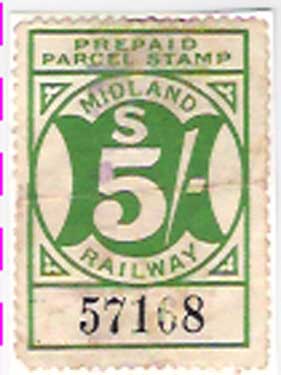 PREPAID
PARCEL STAMP
MIDLAND
S
5/-
RAILWAY
57168